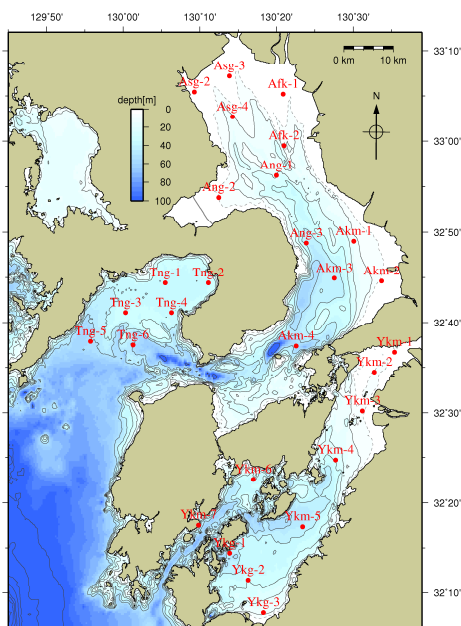 129°50' 130°00' 130°10' 130°20' 130°30'
33°10'
Asg-3
Asg-2
Afk-1
0 km 10 km
depth[m]
0
20
40
60
80
100
Asg-4
N
33°00'
Afk-2
Ang-1
Ang-2
32°50'
Ang-3
Akm-1
Tng-1
Tng-2
Akm-3
Akm-2
Tng-3
Tng-4
32°40'
Tng-5
Tng-6
Akm-4
Ykm-1
Ykm-2
32°30'
Ykm-3
Ykm-4
Ykm-6
32°20'
Ykm-7
Ykm-5
Ykg-1
32°10'
Ykg-2
Ykg-3